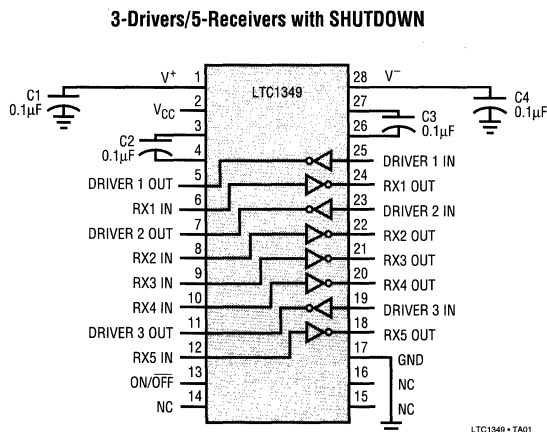 3-Drivers/5-Receivers with SHUTDOWN
LTC1349
C1
0.1µF
V+ 1
VCC 2
3
C2
0.1µF
4
DRIVER 1 OUT 5
RX1 IN 6
DRIVER 2 OUT 7
RX2 IN 8
RX3 IN 9
RX4 IN 10
DRIVER 3 OUT 11
RX5 IN 12
ON/OFF 13
NC 14
28 V−
C4
0.1µF
27
C3
0.1µF
26
25 DRIVER 1 IN
24 RX1 OUT
23 DRIVER 2 IN
22 RX2 OUT
21 RX3 OUT
20 RX4 OUT
19 DRIVER 3 IN
18 RX5 OUT
17 GND
16 NC
15 NC
LTC1349 • TA01